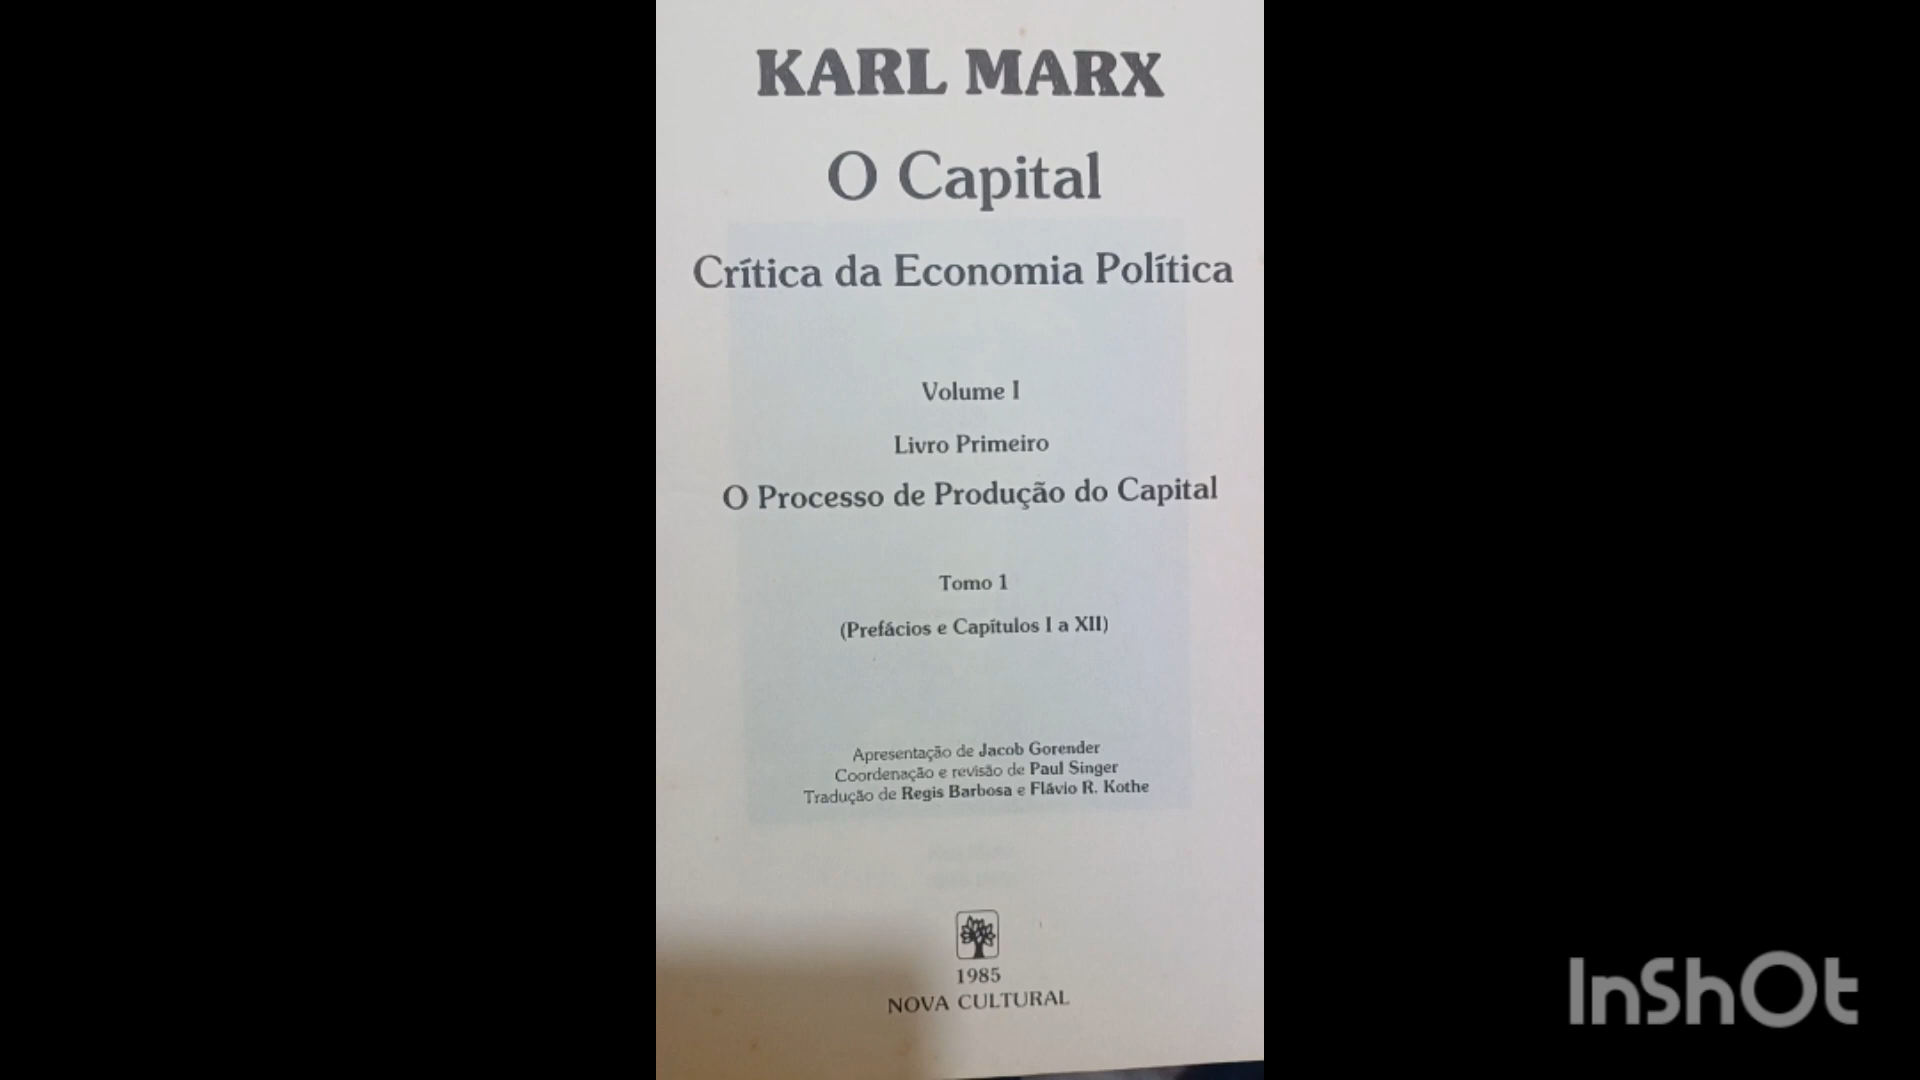 KARL MARX
O Capital
Crítica da Economia Política
Volume I
Livro Primeiro
O Processo de Produção do Capital
Tomo 1
(Prefácios e Capítulos I a XII)
Apresentação de Jacob Gorender
Coordenação e revisão de Paul Singer
Tradução de Regis Barbosa e Flávio R. Kothe
1985
NOVA CULTURAL
InShOt